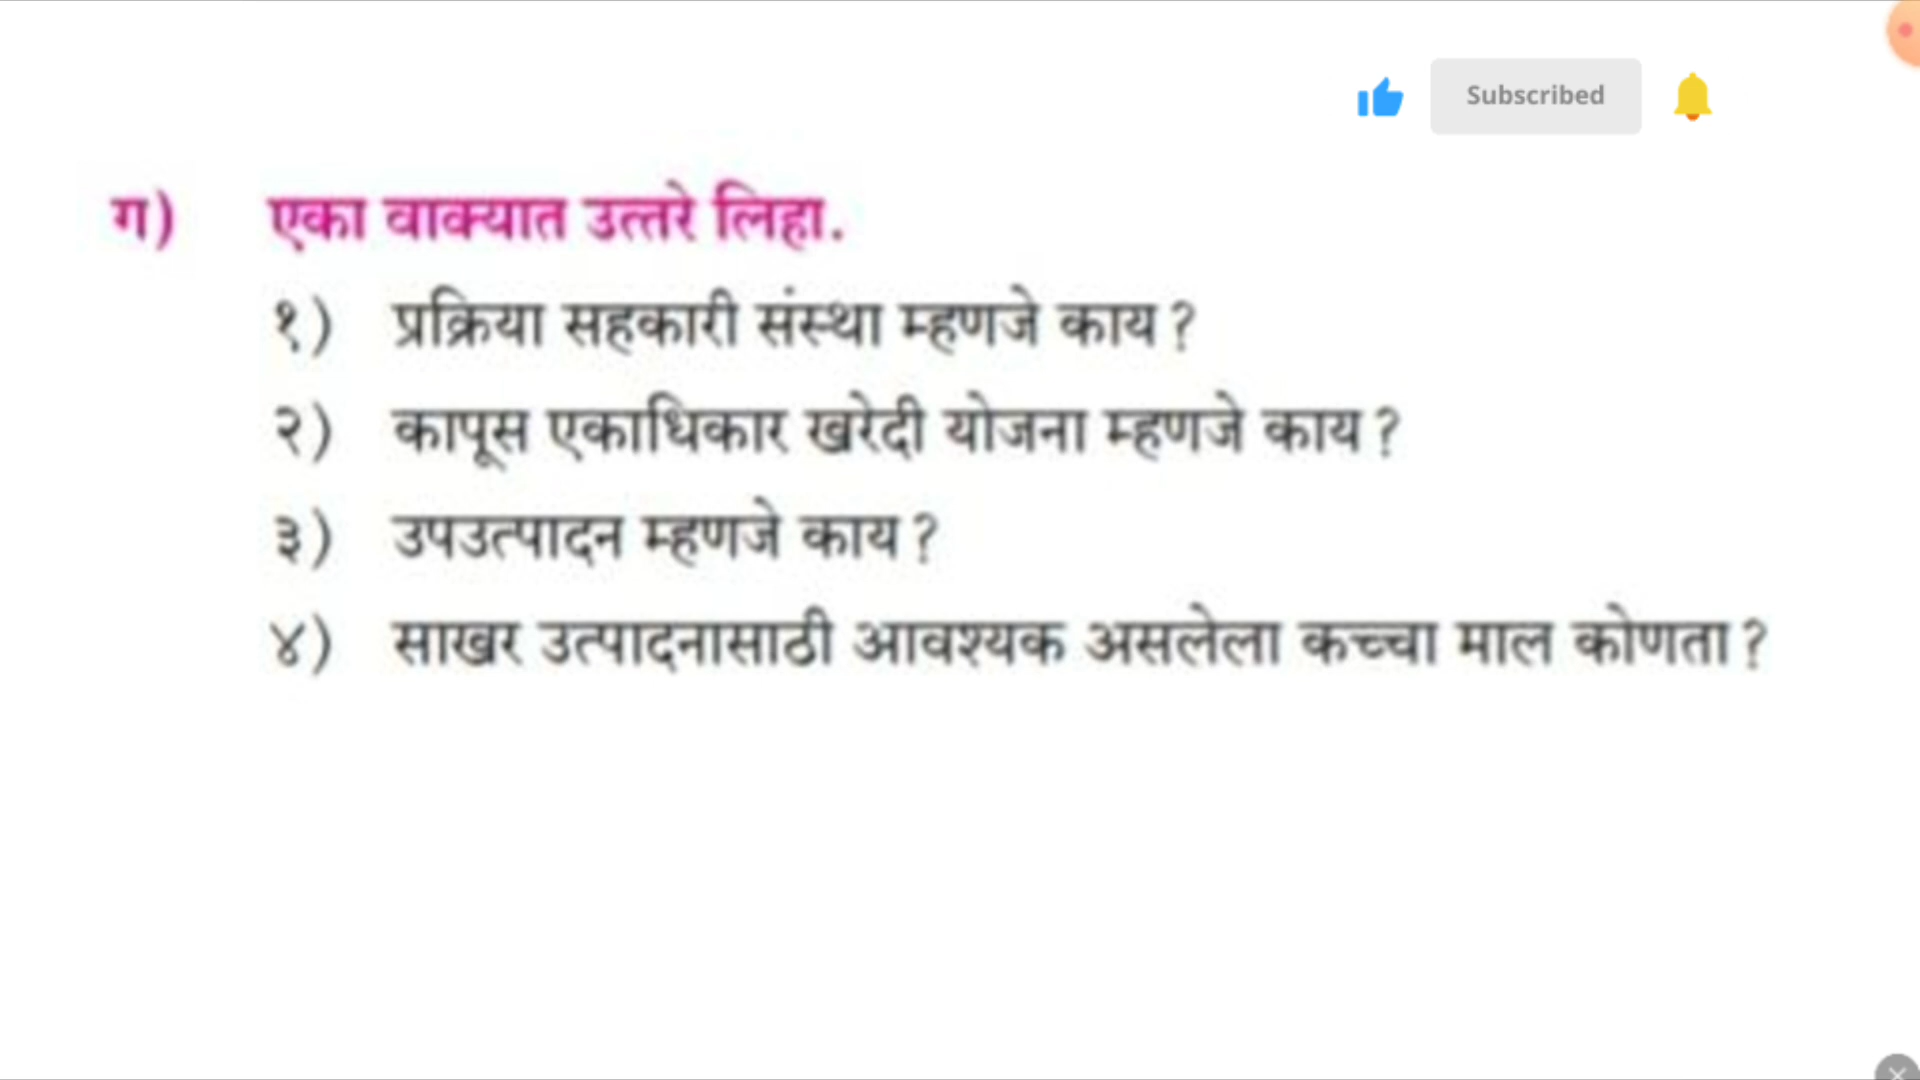 Subscribed
ग) एका वाक्यात उत्तरे लिहा.
१) प्रक्रिया सहकारी संस्था म्हणजे काय?
२) कापूस एकाधिकार खरेदी योजना म्हणजे काय?
३) उपउत्पादन म्हणजे काय?
४) साखर उत्पादनासाठी आवश्यक असलेला कच्चा माल कोणता?